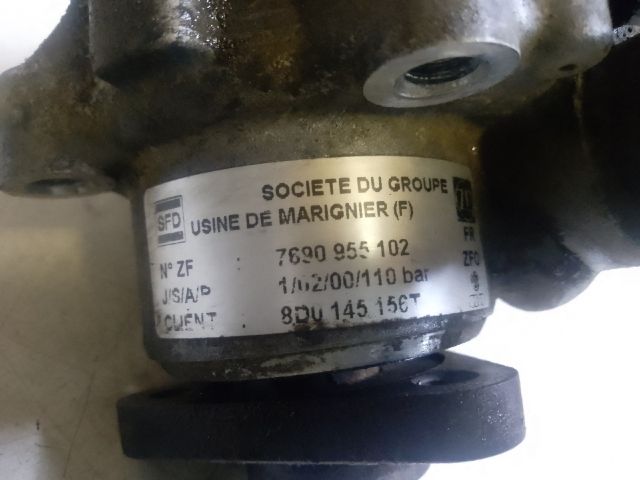 SFD
SOCIETE DU GROUPE ZF
USINE DE MARIGNIER (F)
N° ZF : 7690 955 102 FR
J/S/A/P : 1/02/00/110 bar ZFO
CLIENT : 8D0 145 156T